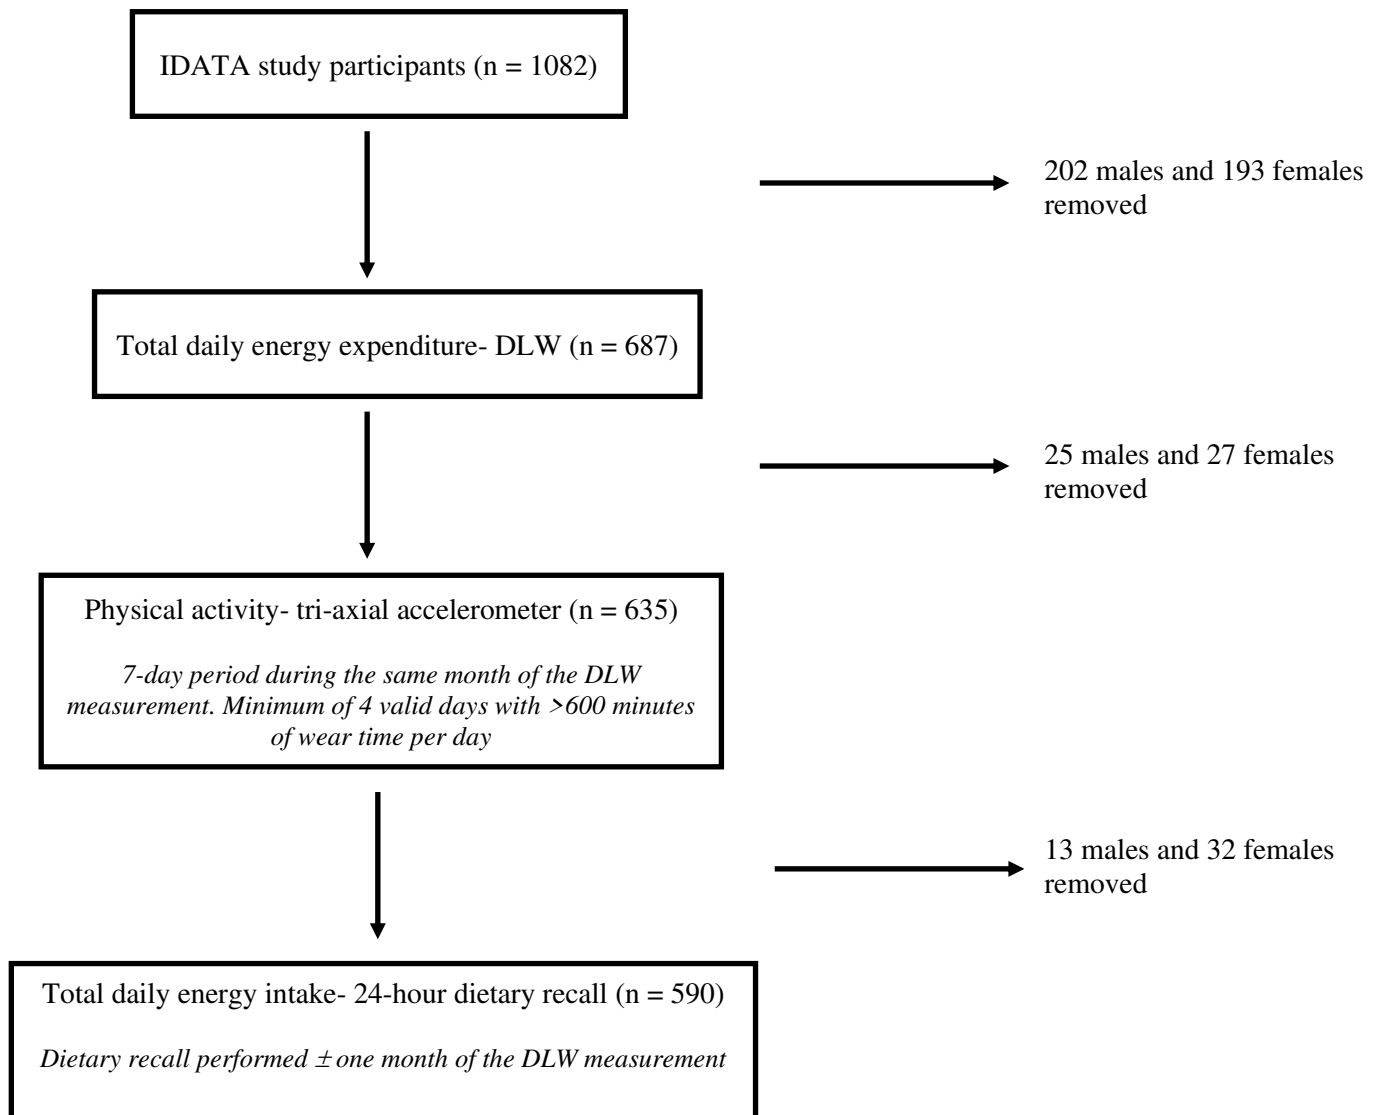 IDATA study participants (n = 1082)
202 males and 193 females
removed
Total daily energy expenditure- DLW (n = 687)
25 males and 27 females
removed
Physical activity- tri-axial accelerometer (n = 635)
7-day period during the same month of the DLW
measurement. Minimum of 4 valid days with >600 minutes
of wear time per day
13 males and 32 females
removed
Total daily energy intake- 24-hour dietary recall (n = 590)
Dietary recall performed ± one month of the DLW measurement